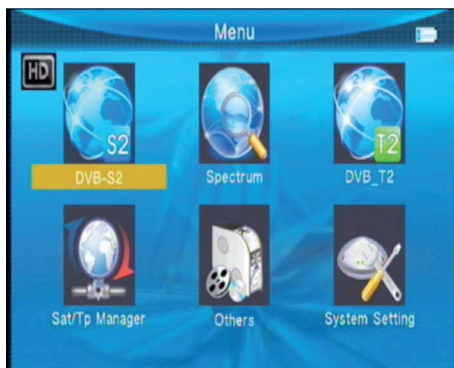 Menu
HD
S2
T2
DVB-S2 Spectrum DVB_T2
Sat/Tp Manager Others System Setting